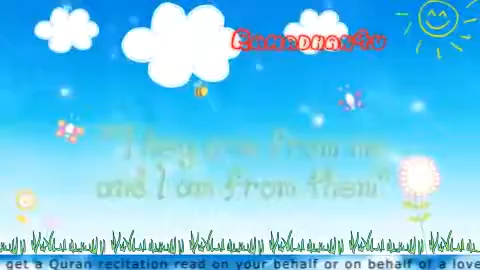 Ramadhan4u
"They are from me
and I am from them"
get a Quran recitation read on your behalf or on behalf of a love